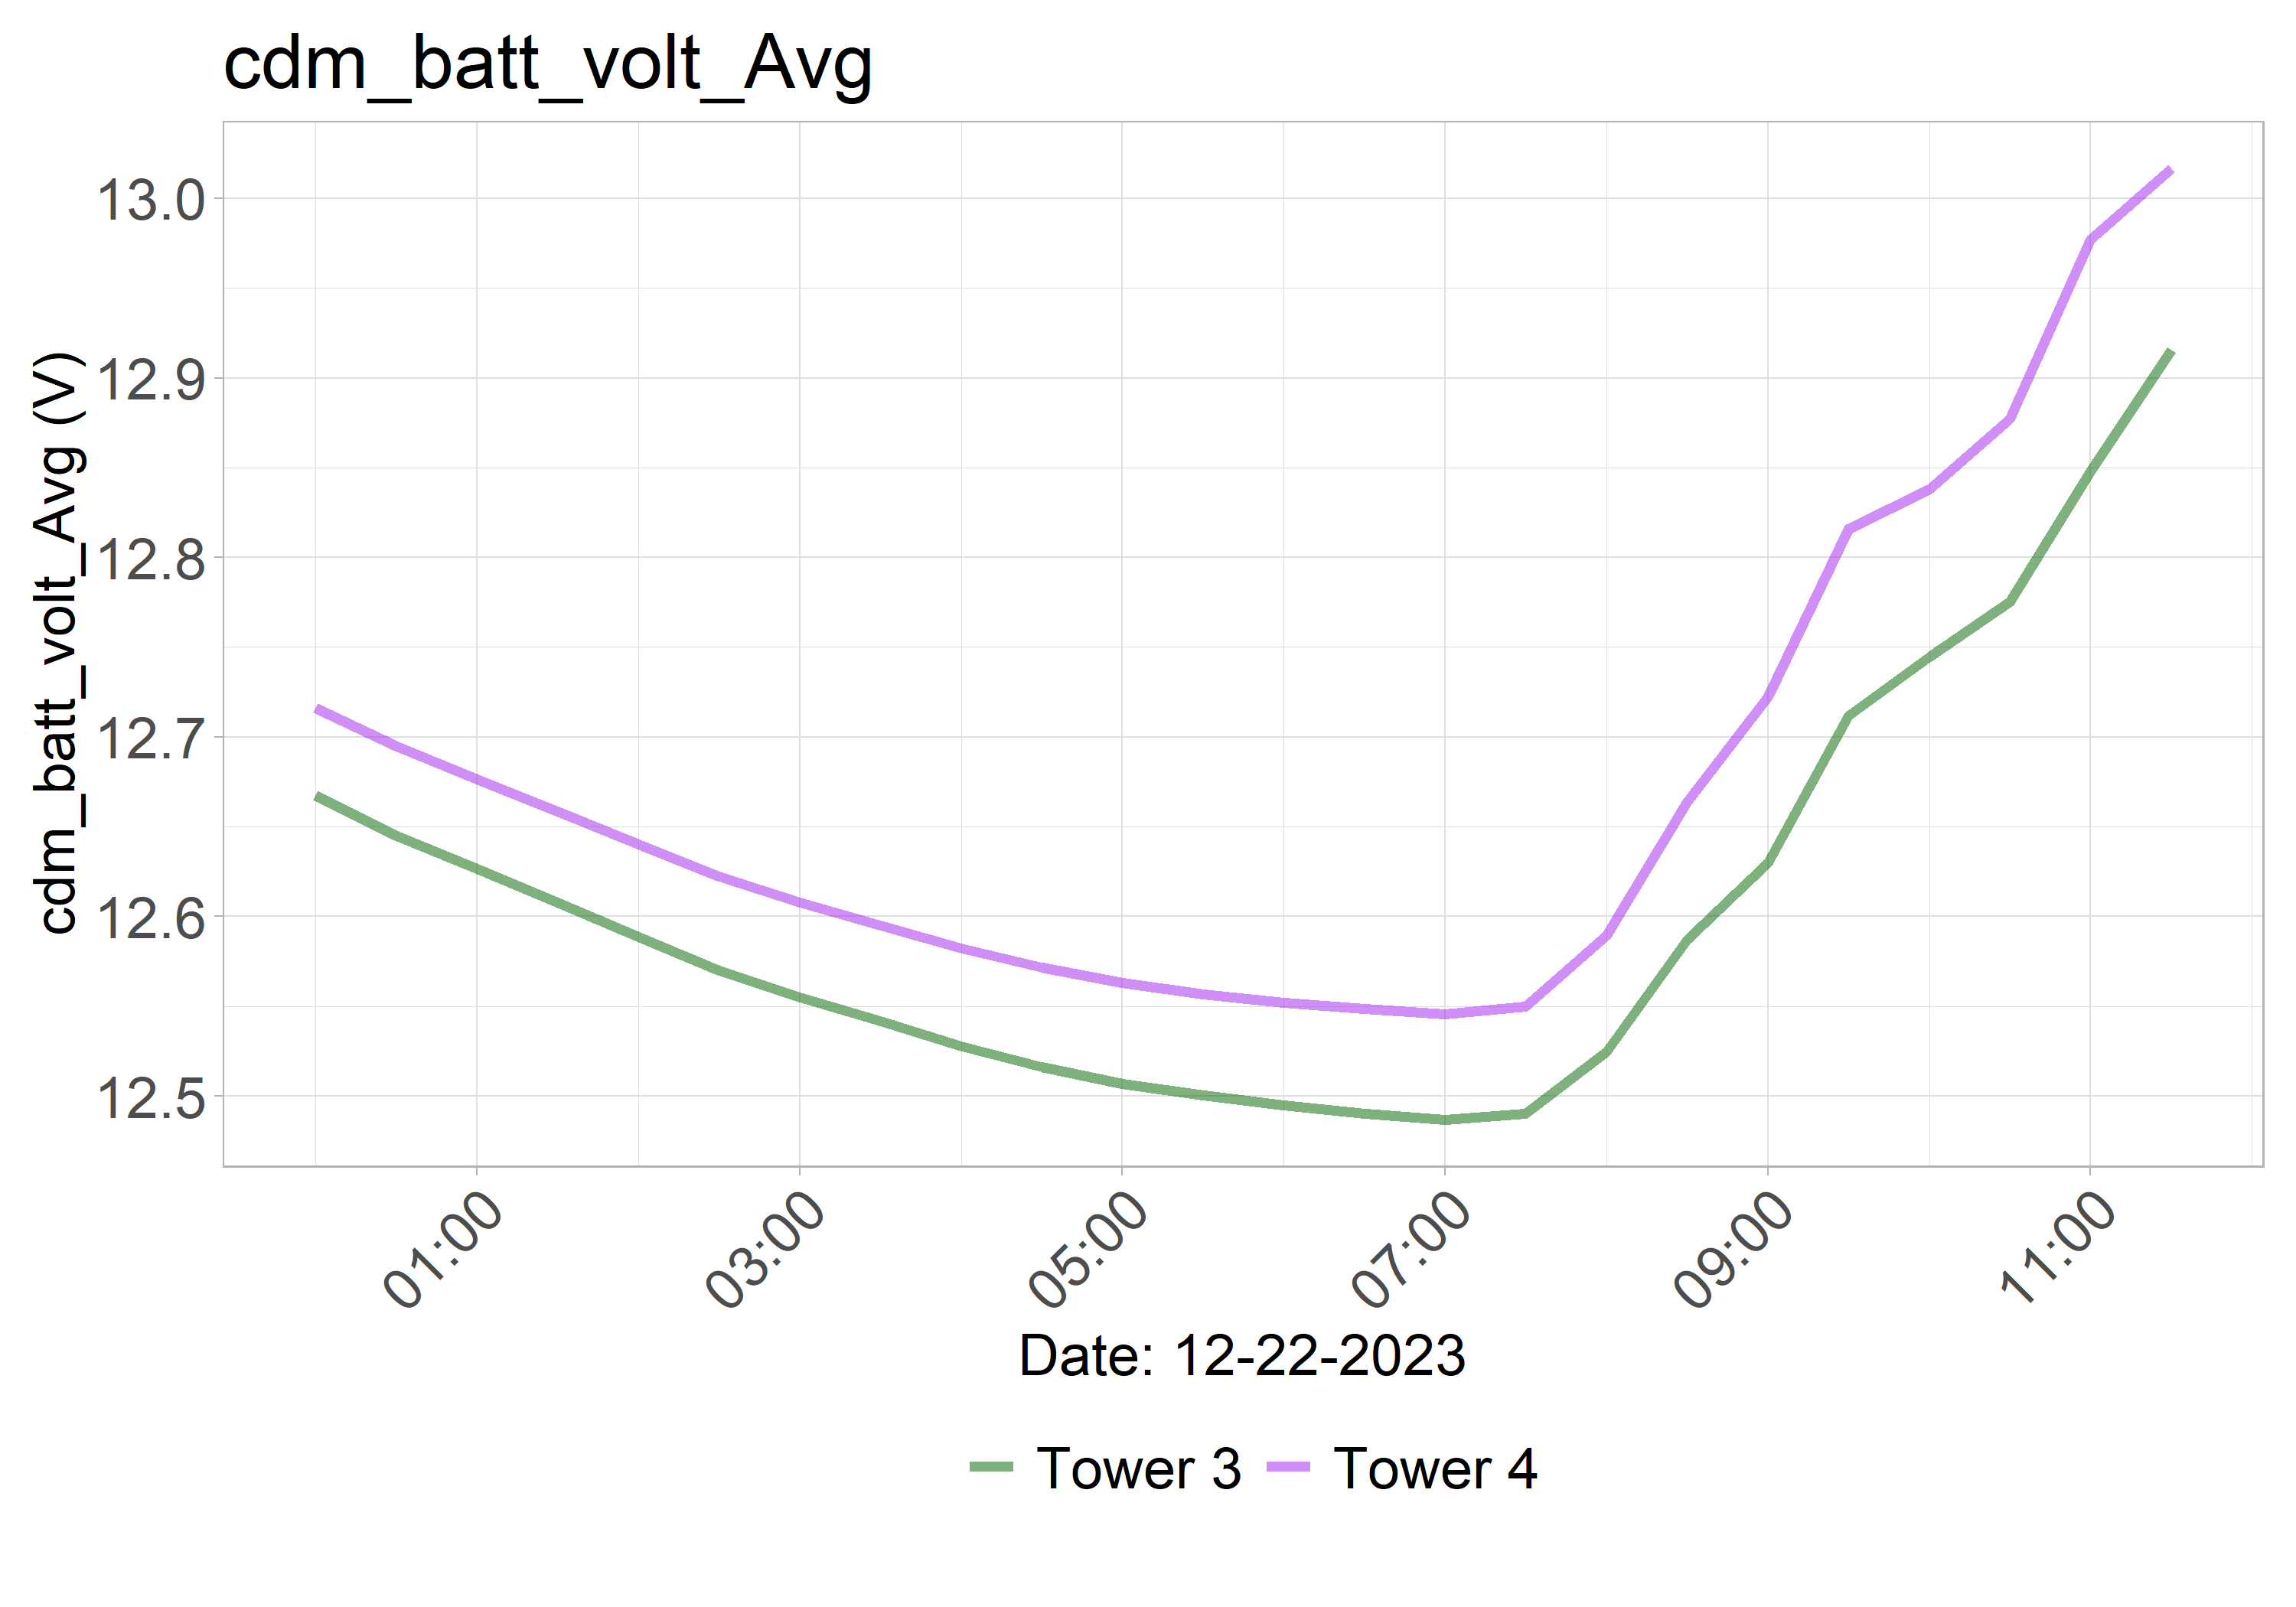 cdm_batt_volt_Avg
cdm_batt_volt_Avg (V)
13.0
12.9
12.8
12.7
12.6
12.5
01:00
03:00
05:00
07:00
09:00
11:00
Date: 12-22-2023
Tower 3
Tower 4